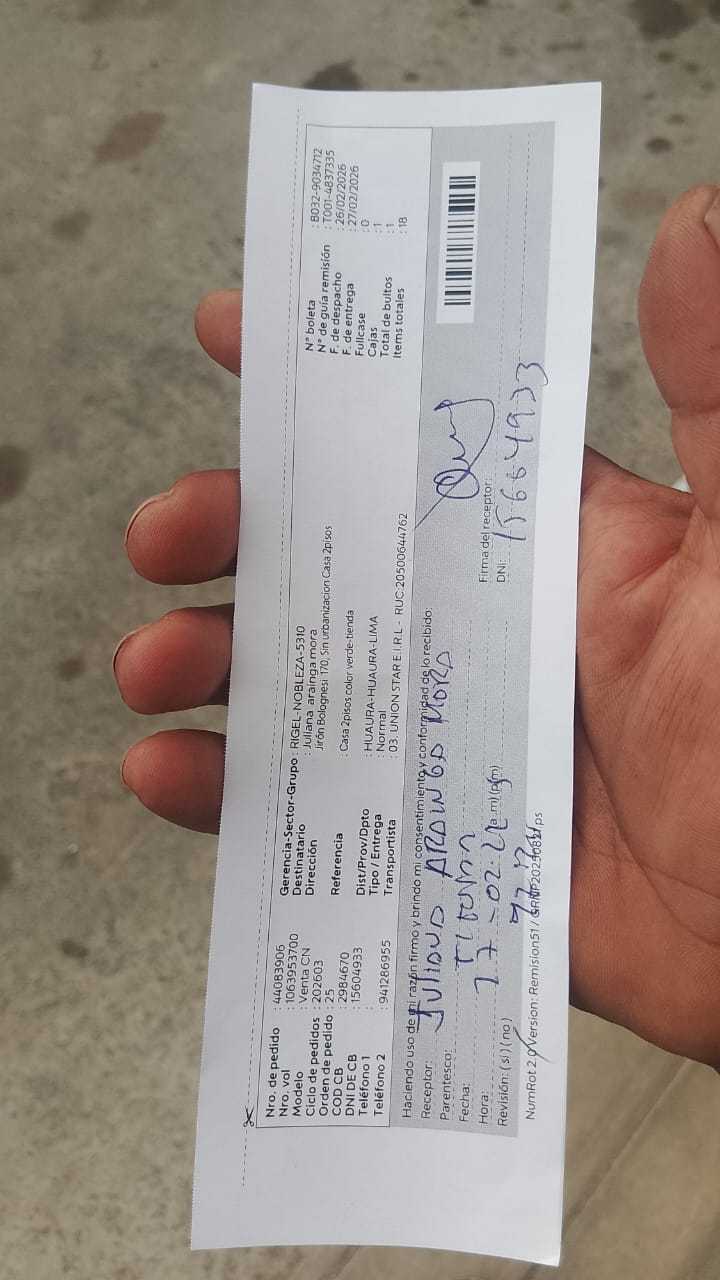 Nro. de pedido : 44083906
Nro. vol : 1063953700
Modelo : Venta CN
Ciclo de pedidos : 202603
Orden de pedido : 25
COD CB : 2984670
DNI DE CB : 15604933
Teléfono 1 :
Teléfono 2 : 941286955
Gerencia-Sector-Grupo : RIGEL-NOBLEZA-5310
Destinatario : Juliana arainga mora
Dirección : Jirón Bolognesi 170, Sin urbanizacion Casa 2pisos
Referencia : Casa 2pisos color verde-tienda
Dist/Prov/Dpto : HUAURA-HUAURA-LIMA
Tipo / Entrega : Normal
Transportista : 03. UNION STAR E.I.R.L - RUC:20500644762
N° boleta : B032-9034712
N° de guía remisión : T001-4837335
F. de despacho : 26/02/2026
F. de entrega : 27/02/2026
Fullcase : 0
Cajas : 1
Total de bultos : 1
Items totales : 18
Haciendo uso de mi razón firmo y brindo mi consentimiento y conformidad de lo recibido.
Receptor: Juliana ARAINGA MORA
Parentesco: TITULAR
Fecha: 27-02-26
Hora: (a.m) (p.m)
Revisión: (si) (no)
Firma del receptor:
DNI: 15604933
NumRot 2.0/Version: Remision51/